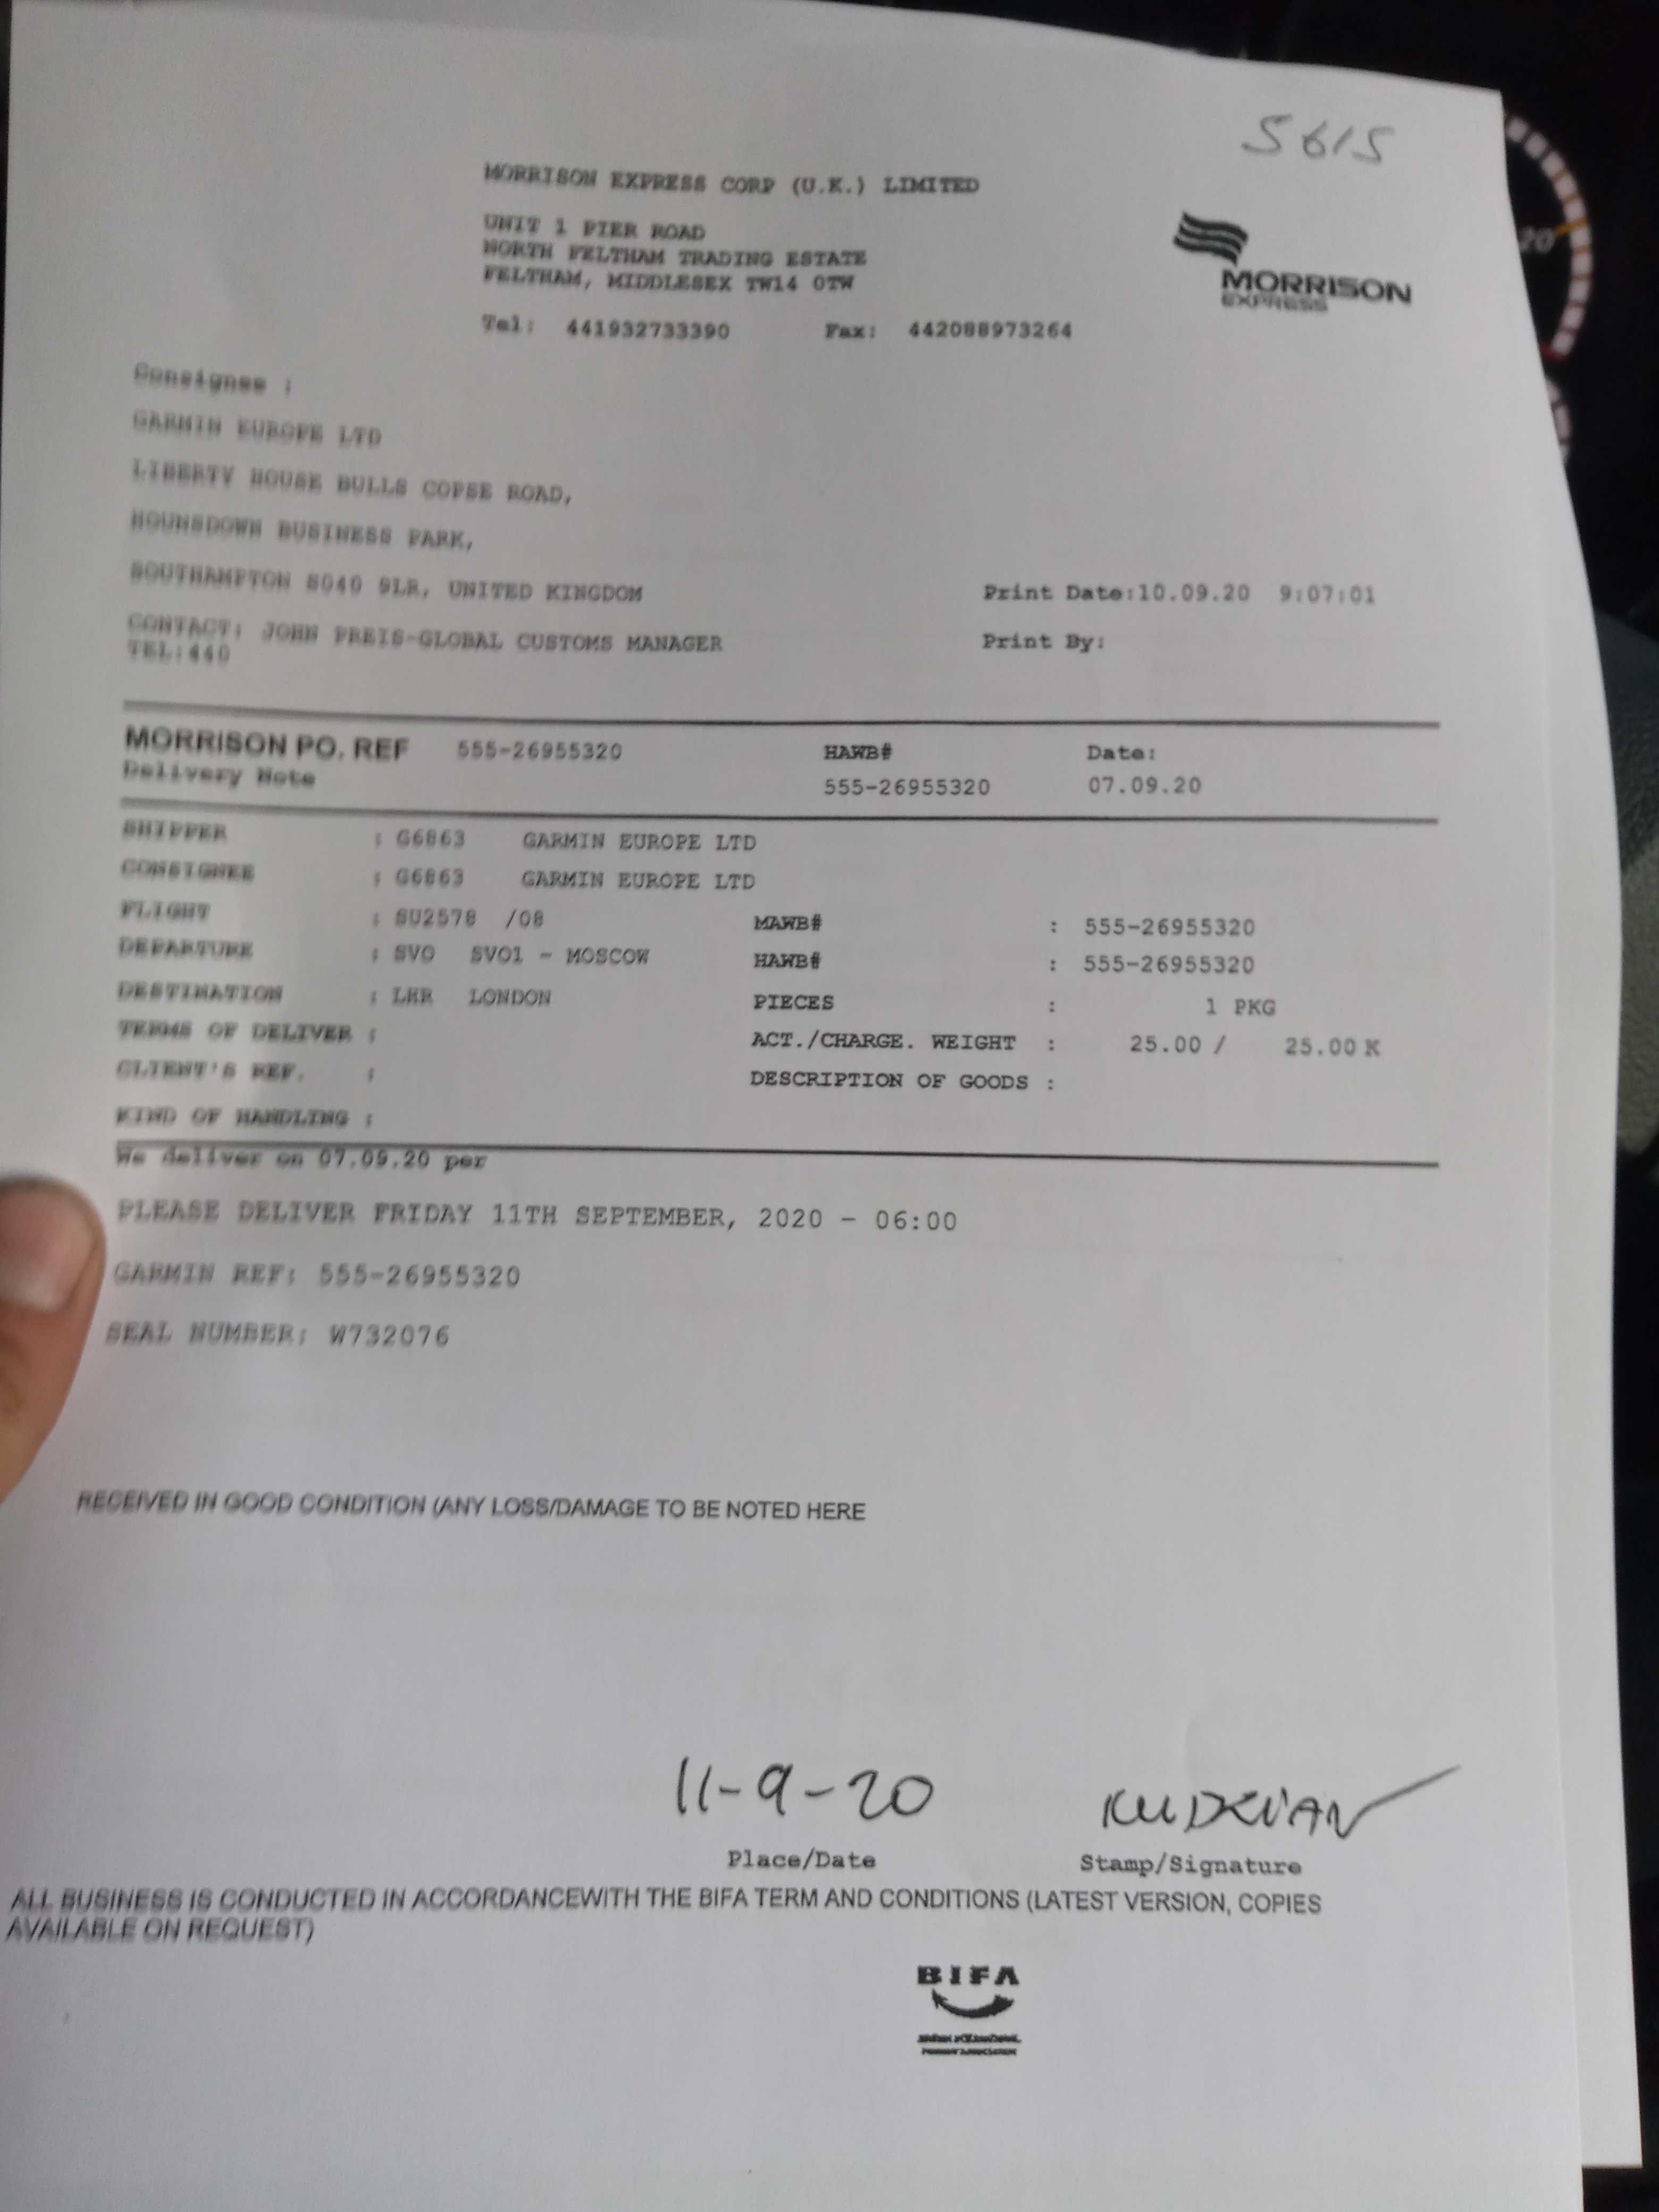 5615
MORRISON EXPRESS CORP (U.K.) LIMITED
UNIT 1 PIER ROAD
NORTH FELTHAM TRADING ESTATE
FELTHAM, MIDDLESEX TW14 0TW
MORRISON
EXPRESS
Tel: 441932733390 Fax: 442088973264
Consignee :
GARMIN EUROPE LTD
LIBERTY HOUSE BULLS COPSE ROAD,
HOUNSDOWN BUSINESS PARK,
SOUTHAMPTON SO40 9LR, UNITED KINGDOM Print Date:10.09.20 9:07:01
CONTACT: JOHN PREIS-GLOBAL CUSTOMS MANAGER Print By:
TEL:440
MORRISON PO. REF 555-26955320 HAWB# Date:
Delivery Note 555-26955320 07.09.20
SHIPPER : G6863 GARMIN EUROPE LTD
CONSIGNEE : G6863 GARMIN EUROPE LTD
FLIGHT : SU2578 /08 MAWB# : 555-26955320
DEPARTURE : SVO SVO1 - MOSCOW HAWB# : 555-26955320
DESTINATION : LHR LONDON PIECES : 1 PKG
TERMS OF DELIVER : ACT./CHARGE. WEIGHT : 25.00 / 25.00 K
CLIENT'S REF. : DESCRIPTION OF GOODS :
KIND OF HANDLING :
We deliver on 07.09.20 per
PLEASE DELIVER FRIDAY 11TH SEPTEMBER, 2020 - 06:00
GARMIN REF: 555-26955320
SEAL NUMBER: W732076
RECEIVED IN GOOD CONDITION (ANY LOSS/DAMAGE TO BE NOTED HERE
11-9-20
Place/Date Stamp/Signature
ALL BUSINESS IS CONDUCTED IN ACCORDANCEWITH THE BIFA TERM AND CONDITIONS (LATEST VERSION, COPIES
AVAILABLE ON REQUEST)
BIFA